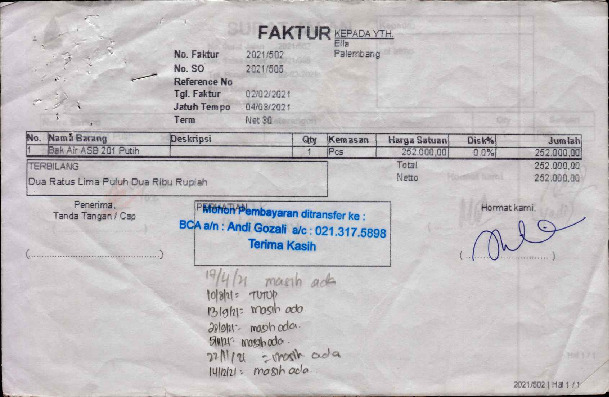 FAKTUR
KEPADA YTH.
Ella
Palembang
No. Faktur 2021/502
No. SO 2021/505
Reference No
Tgl. Faktur 02/02/2021
Jatuh Tempo 04/03/2021
Term Net 30
No. Nama Barang Deskripsi Qty Kemasan Harga Satuan Disk% Jumlah
1 Bak Air ASB 201 Putih 1 Pcs 252.000,00 0,0% 252.000,00
TERBILANG
Total 252.000,00
Dua Ratus Lima Puluh Dua Ribu Rupiah
Netto 252.000,00
Penerima,
Tanda Tangan / Cap
Hormat kami,
Mohon Pembayaran ditransfer ke :
BCA a/n : Andi Gozali a/c : 021.317.5898
Terima Kasih
(............................) (............................)
19/4/21 masih ada
10/8/21 = TUTUP
13/9/21 = masih ada
masih ada.
masih ada.
22/11/21 = masih ada
14/12/21 = masih ada
2021/502 | Hal 1 / 1